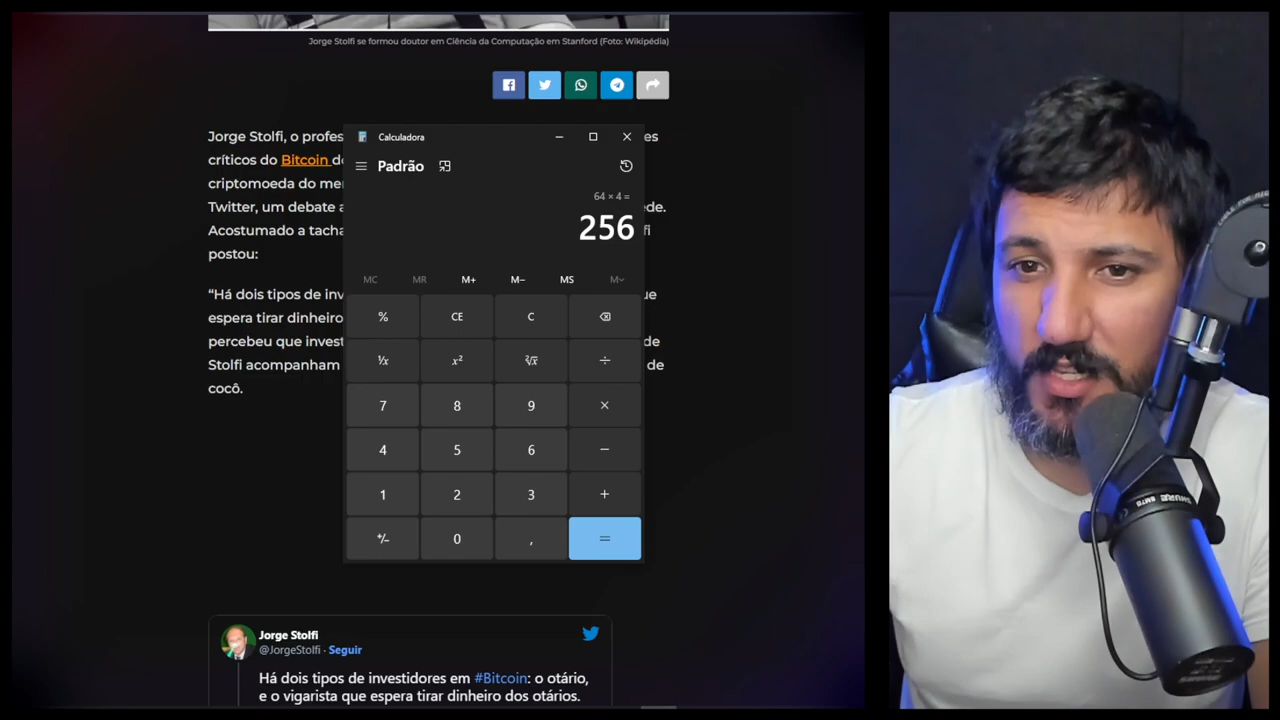 Jorge Stolfi se formou doutor em Ciência da Computação em Stanford (Foto: Wikipédia)
Jorge Stolfi, o profes
es
críticos do Bitcoin de
criptomoeda do me
Twitter, um debate a
ede.
Acostumado a tacha
fi
postou:
“Há dois tipos de inv
ue
espera tirar dinheiro
percebeu que invest
de
Stolfi acompanham
de
cocô.
Calculadora
Padrão
64 × 4 =
256
MC MR M+ M− MS M˅
% CE C
¹/x x² ²√x ÷
7 8 9 ×
4 5 6 −
1 2 3 +
+/− 0 , =
Jorge Stolfi
@JorgeStolfi · Seguir
Há dois tipos de investidores em #Bitcoin: o otário,
e o vigarista que espera tirar dinheiro dos otários.
SHURE SM7B